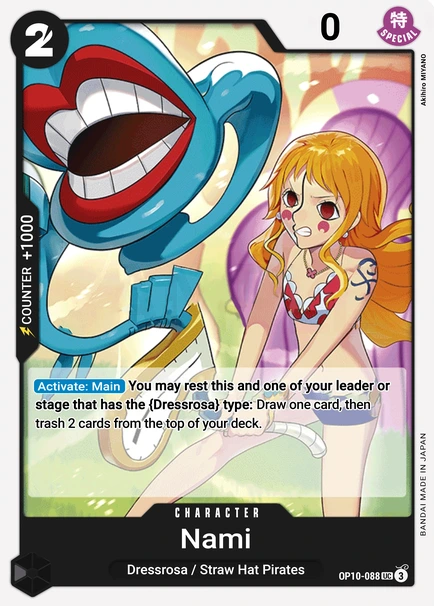 2
0
特
SPECIAL
Akihiro MIYANO
COUNTER +1000
Activate: Main You may rest this and one of your leader or
stage that has the {Dressrosa} type: Draw one card, then
trash 2 cards from the top of your deck.
BANDAI MADE IN JAPAN
CHARACTER
Nami
Dressrosa / Straw Hat Pirates
OP10-088 UC 3